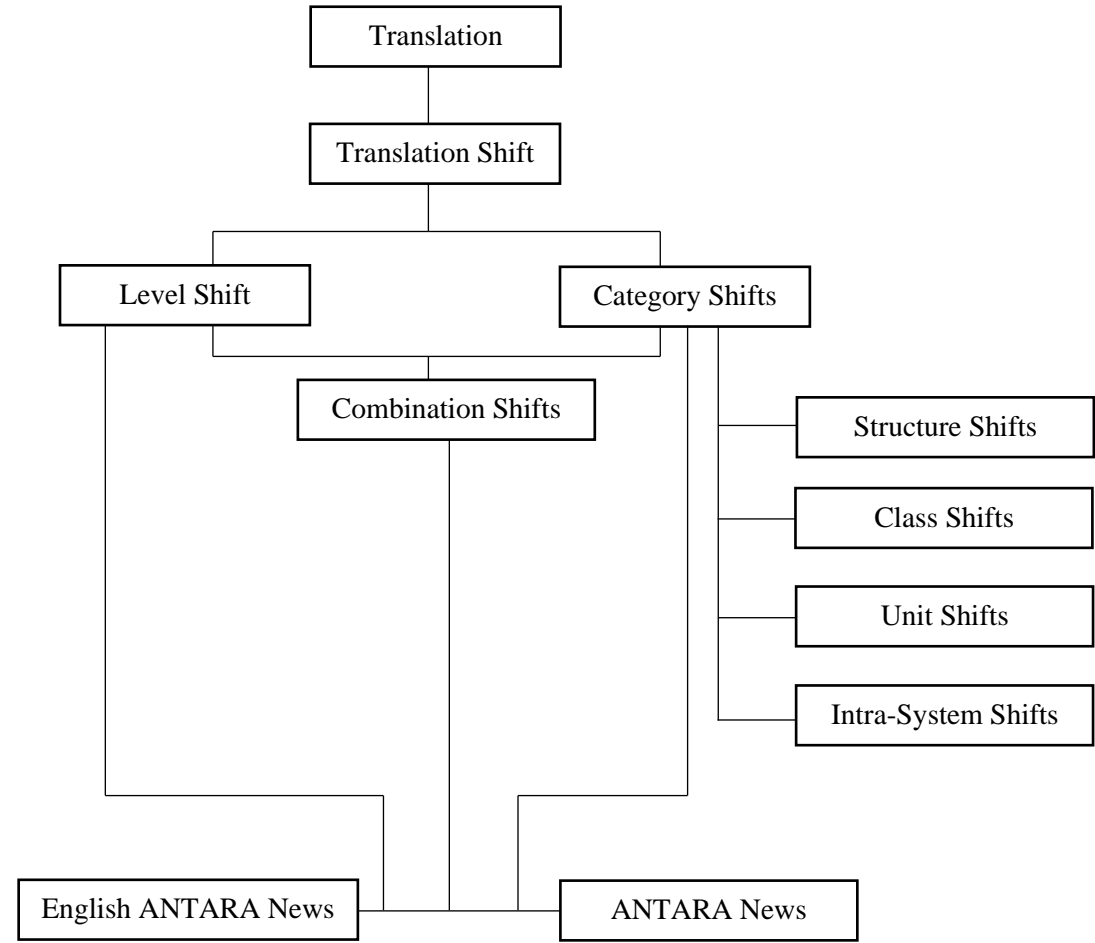 Translation
Translation Shift
Level Shift
Category Shifts
Combination Shifts
Structure Shifts
Class Shifts
Unit Shifts
Intra-System Shifts
English ANTARA News
ANTARA News